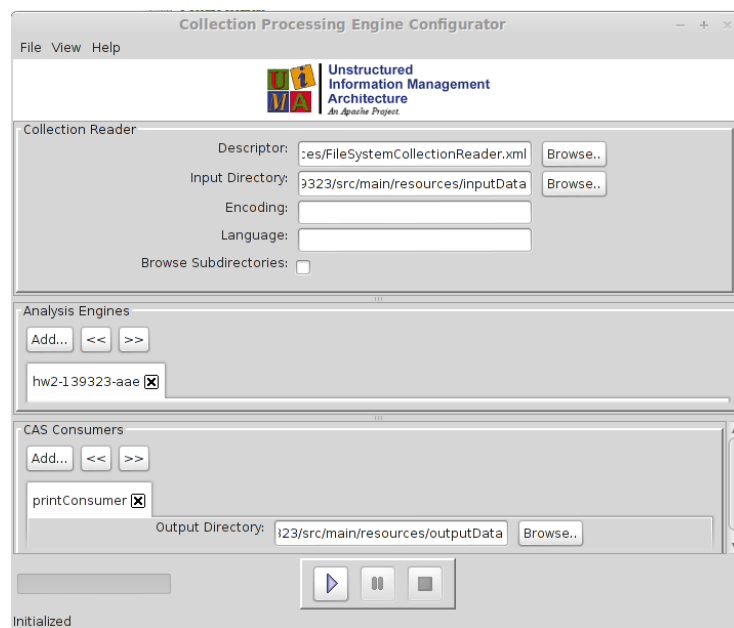 Collection Processing Engine Configurator
File View Help
UiMA
Unstructured
Information Management
Architecture
An Apache Project
Collection Reader
Descriptor: ces/FileSystemCollectionReader.xml Browse..
Input Directory: 9323/src/main/resources/inputData Browse..
Encoding:
Language:
Browse Subdirectories:
Analysis Engines
Add... << >>
hw2-139323-aae
CAS Consumers
Add... << >>
printConsumer
Output Directory: 323/src/main/resources/outputData Browse..
Initialized